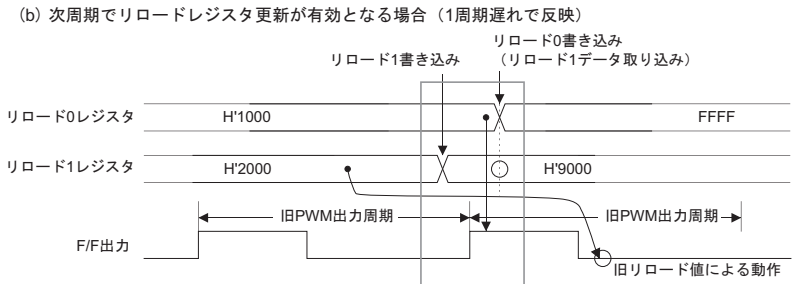 (b) 次周期でリロードレジスタ更新が有効となる場合（1周期遅れで反映）
リロード0書き込み
リロード1書き込み
（リロード1データ取り込み）
リロード0レジスタ
H'1000
FFFF
リロード1レジスタ
H'2000
H'9000
旧PWM出力周期
旧PWM出力周期
F/F出力
旧リロード値による動作